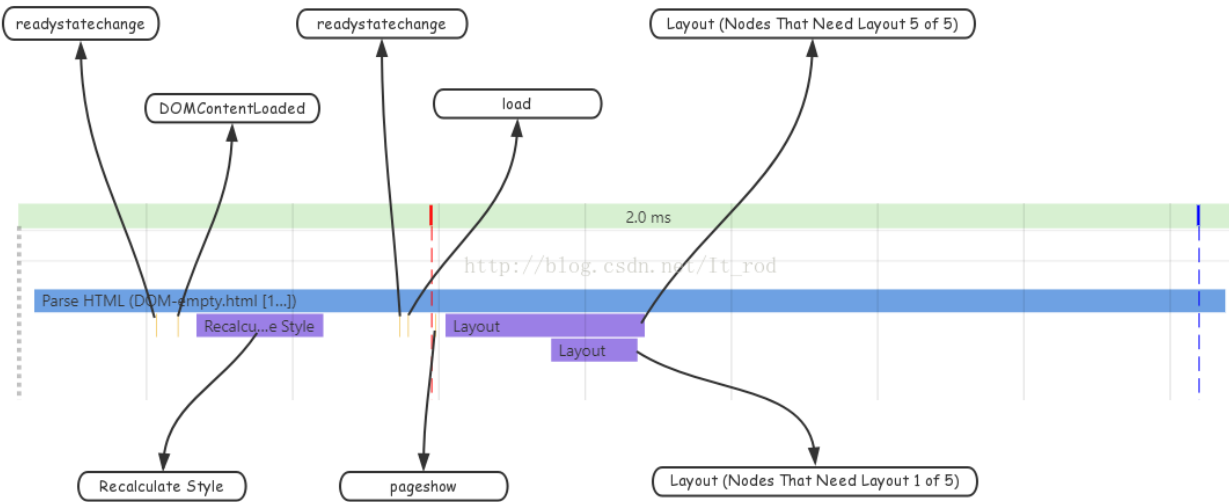 readystatechange
readystatechange
Layout (Nodes That Need Layout 5 of 5)
DOMContentLoaded
load
2.0 ms
http://blog.csdn.net/lt_rod
Parse HTML (DOM-empty.html [1...])
Recalcu...e Style
Layout
Layout
Recalculate Style
pageshow
Layout (Nodes That Need Layout 1 of 5)